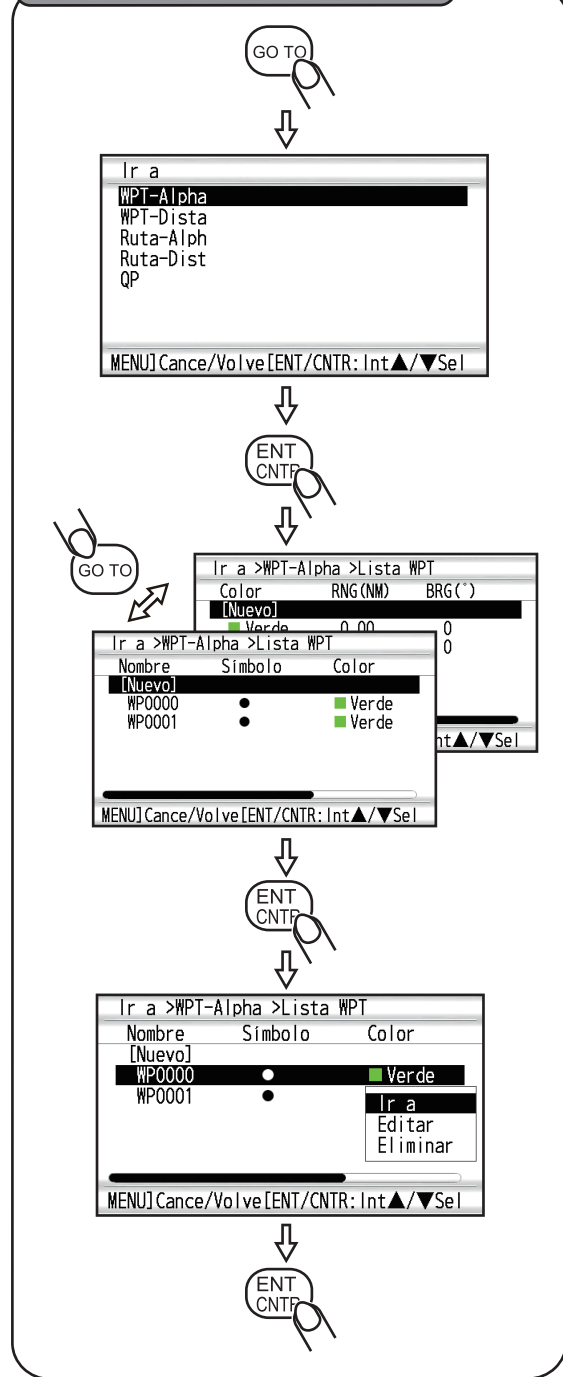 GO TO
Ir a
WPT-Alpha
WPT-Dista
Ruta-Alph
Ruta-Dist
QP
MENU]Cance/Volve[ENT/CNTR:Int▲/▼Sel
ENT
CNTR
GO TO
Ir a >WPT-Alpha >Lista WPT
Color RNG(NM) BRG(°)
[Nuevo]
Verde 0.00 0
0
nt▲/▼Sel
Ir a >WPT-Alpha >Lista WPT
Nombre Símbolo Color
[Nuevo]
WP0000 ● Verde
WP0001 ● Verde
MENU]Cance/Volve[ENT/CNTR:Int▲/▼Sel
ENT
CNTR
Ir a >WPT-Alpha >Lista WPT
Nombre Símbolo Color
[Nuevo]
WP0000 ● Verde
WP0001 ●
Ir a
Editar
Eliminar
MENU]Cance/Volve[ENT/CNTR:Int▲/▼Sel
ENT
CNTR